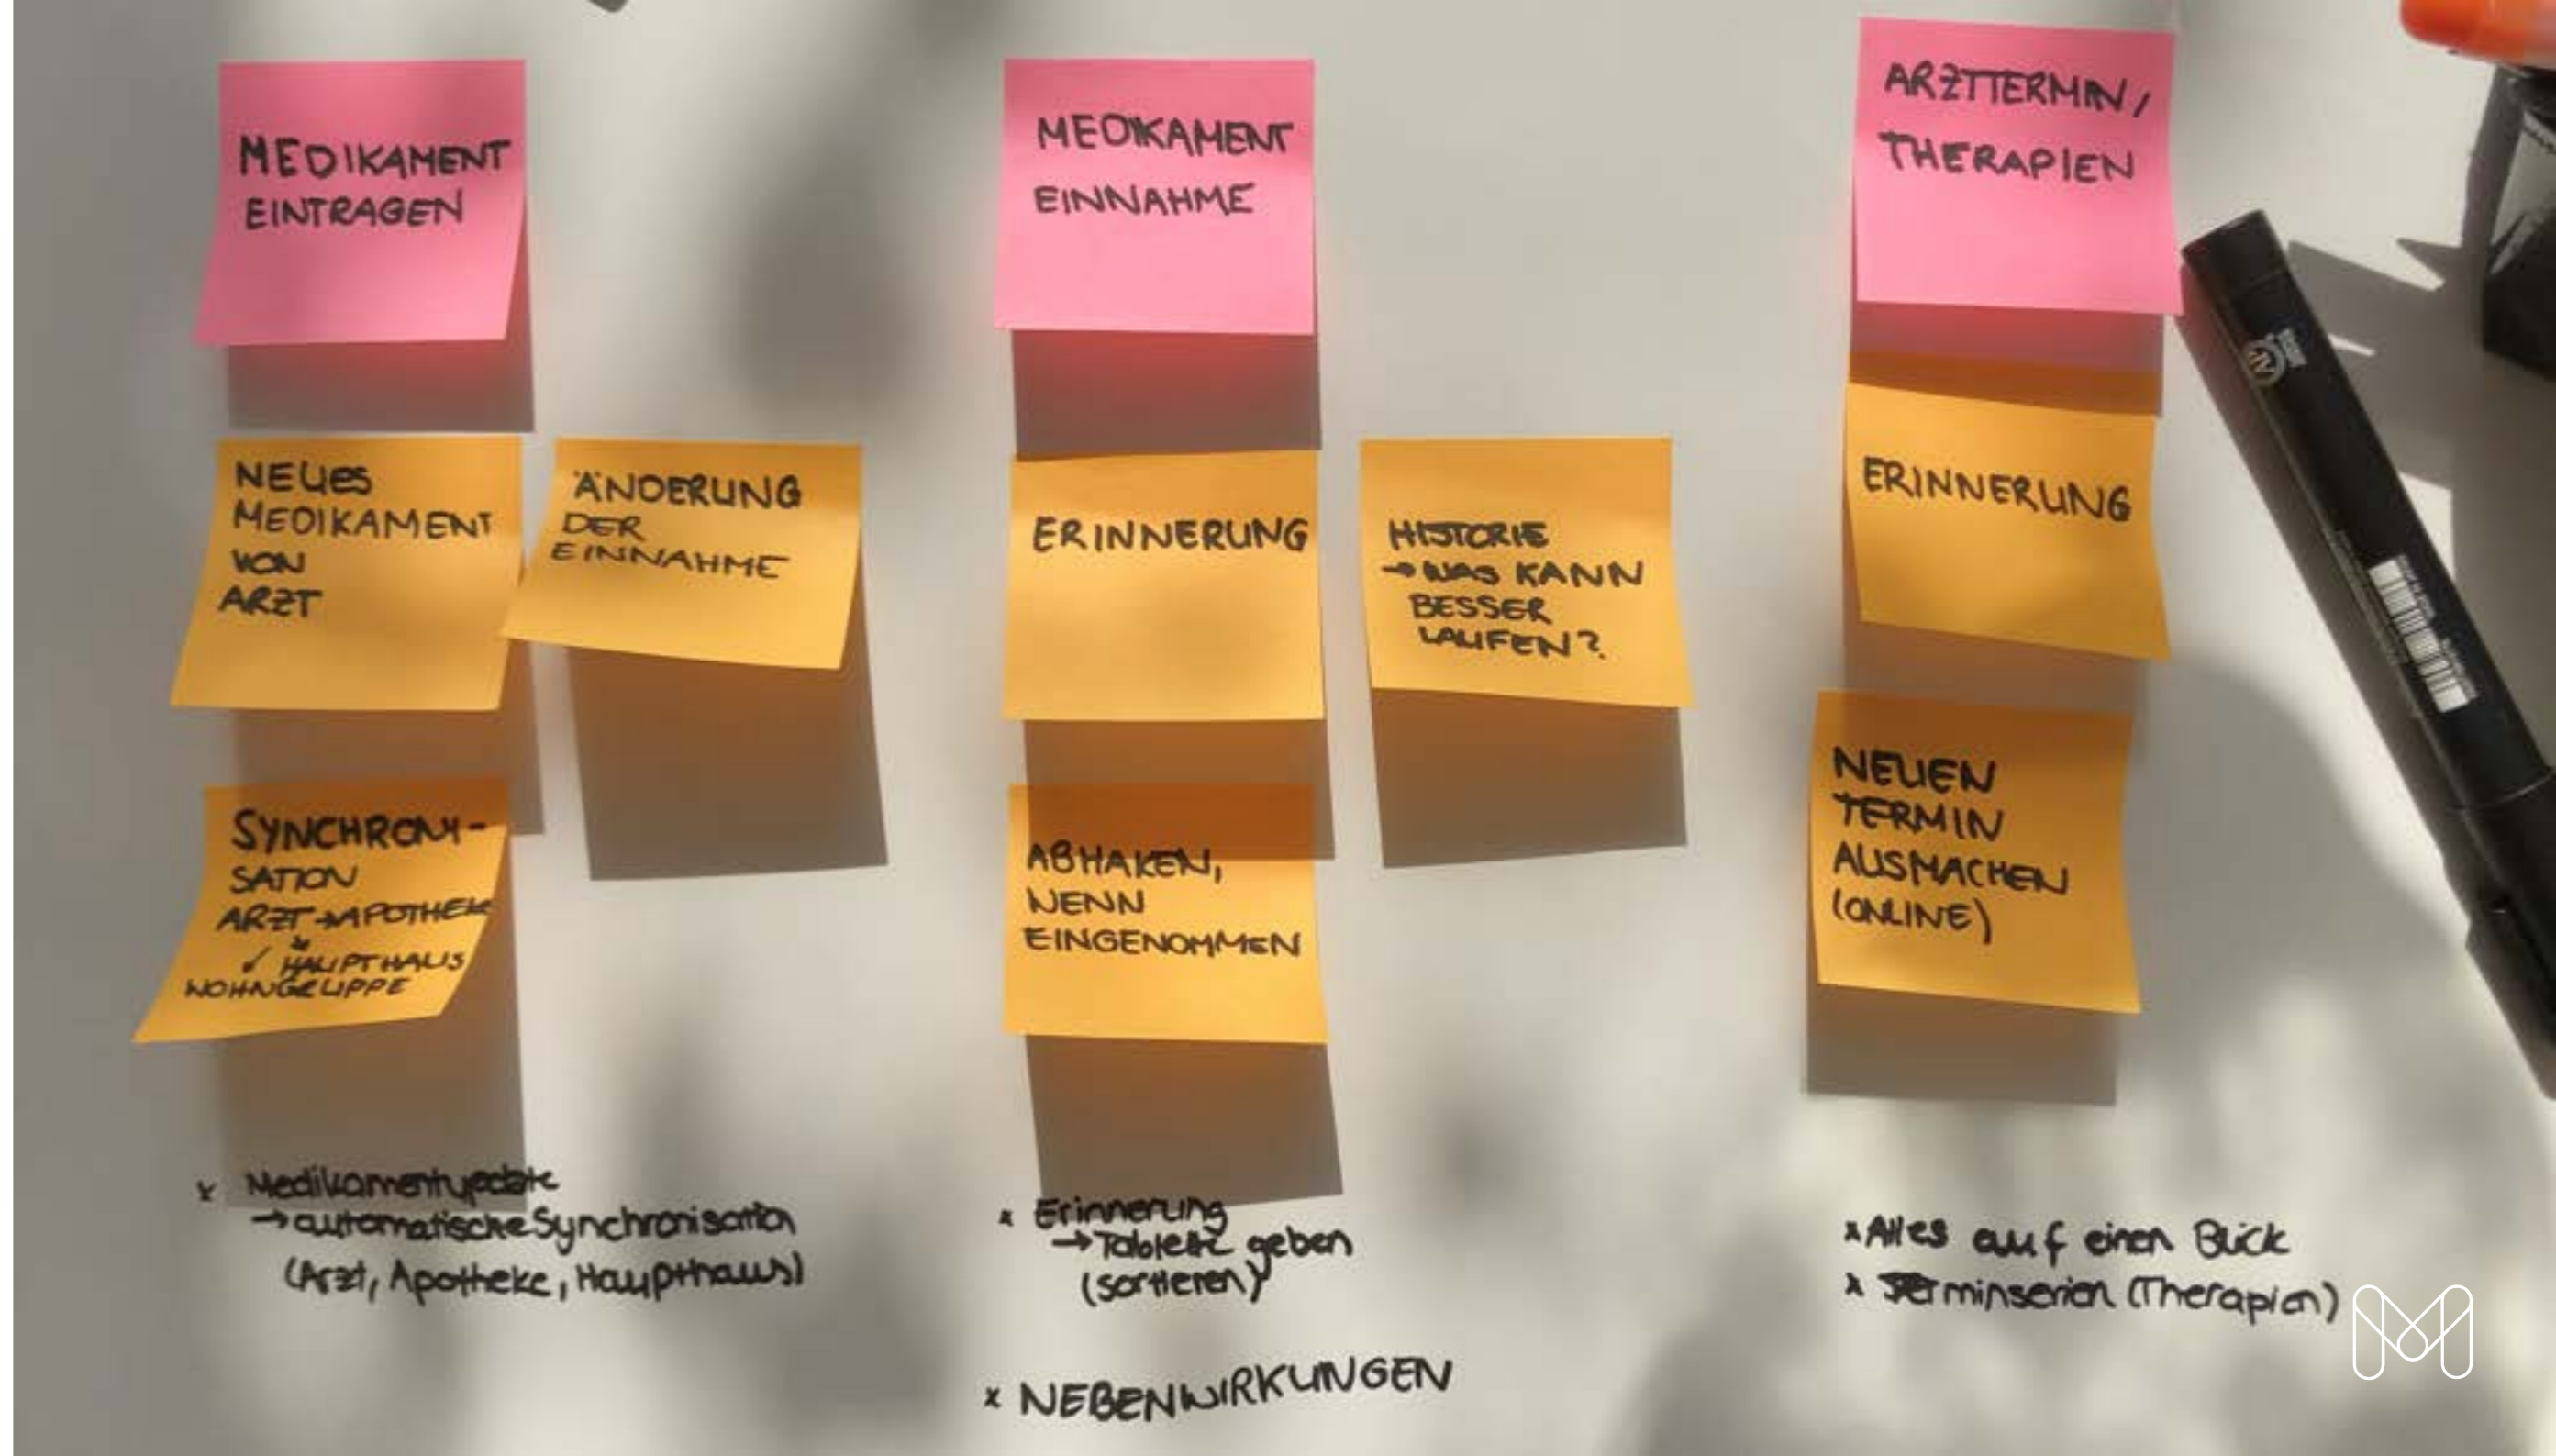 MEDIKAMENT
EINTRAGEN
NEUES
MEDIKAMENT
VON
ARZT
ÄNDERUNG
DER
EINNAHME
SYNCHRONI-
SATION
ARZT → APOTHEKE
↙ HAUPTHAUS
WOHNGRUPPE
x Medikamentupdate
→ automatische Synchronisation
(Arzt, Apotheke, Haupthaus)
MEDIKAMENT
EINNAHME
ERINNERUNG
HISTORIE
→ WAS KANN
BESSER
LAUFEN?
ABHAKEN,
WENN
EINGENOMMEN
x Erinnerung
→ Tablette geben
(sortieren)
x NEBENWIRKUNGEN
ARZTTERMIN,
THERAPIEN
ERINNERUNG
NEUEN
TERMIN
AUSMACHEN
(ONLINE)
x Alles auf einen Blick
x Terminserien (Therapien)